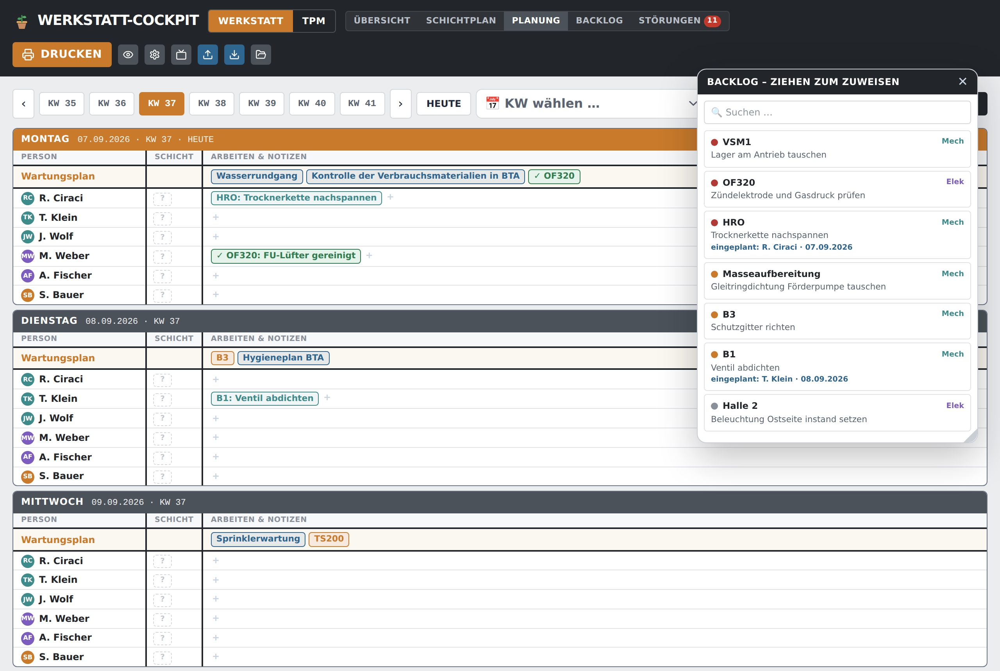 WERKSTATT-COCKPIT WERKSTATT TPM ÜBERSICHT SCHICHTPLAN PLANUNG BACKLOG STÖRUNGEN 11
DRUCKEN
‹ KW 35 KW 36 KW 37 KW 38 KW 39 KW 40 KW 41 › HEUTE 📅 KW wählen …
MONTAG 07.09.2026 · KW 37 · HEUTE
PERSON SCHICHT ARBEITEN & NOTIZEN
Wartungsplan Wasserrundgang Kontrolle der Verbrauchsmaterialien in BTA ✓ OF320
RC R. Ciraci ? HRO: Trocknerkette nachspannen +
TK T. Klein ? +
JW J. Wolf ? +
MW M. Weber ? ✓ OF320: FU-Lüfter gereinigt +
AF A. Fischer ? +
SB S. Bauer ? +
DIENSTAG 08.09.2026 · KW 37
PERSON SCHICHT ARBEITEN & NOTIZEN
Wartungsplan B3 Hygieneplan BTA
RC R. Ciraci ? +
TK T. Klein ? B1: Ventil abdichten +
JW J. Wolf ? +
MW M. Weber ? +
AF A. Fischer ? +
SB S. Bauer ? +
MITTWOCH 09.09.2026 · KW 37
PERSON SCHICHT ARBEITEN & NOTIZEN
Wartungsplan Sprinklerwartung TS200
RC R. Ciraci ? +
TK T. Klein ? +
JW J. Wolf ? +
MW M. Weber ? +
AF A. Fischer ? +
SB S. Bauer ? +
BACKLOG – ZIEHEN ZUM ZUWEISEN ✕
🔍 Suchen …
VSM1 Mech
Lager am Antrieb tauschen
OF320 Elek
Zündelektrode und Gasdruck prüfen
HRO Mech
Trocknerkette nachspannen
eingeplant: R. Ciraci · 07.09.2026
Masseaufbereitung Mech
Gleitringdichtung Förderpumpe tauschen
B3 Mech
Schutzgitter richten
B1 Mech
Ventil abdichten
eingeplant: T. Klein · 08.09.2026
Halle 2 Elek
Beleuchtung Ostseite instand setzen